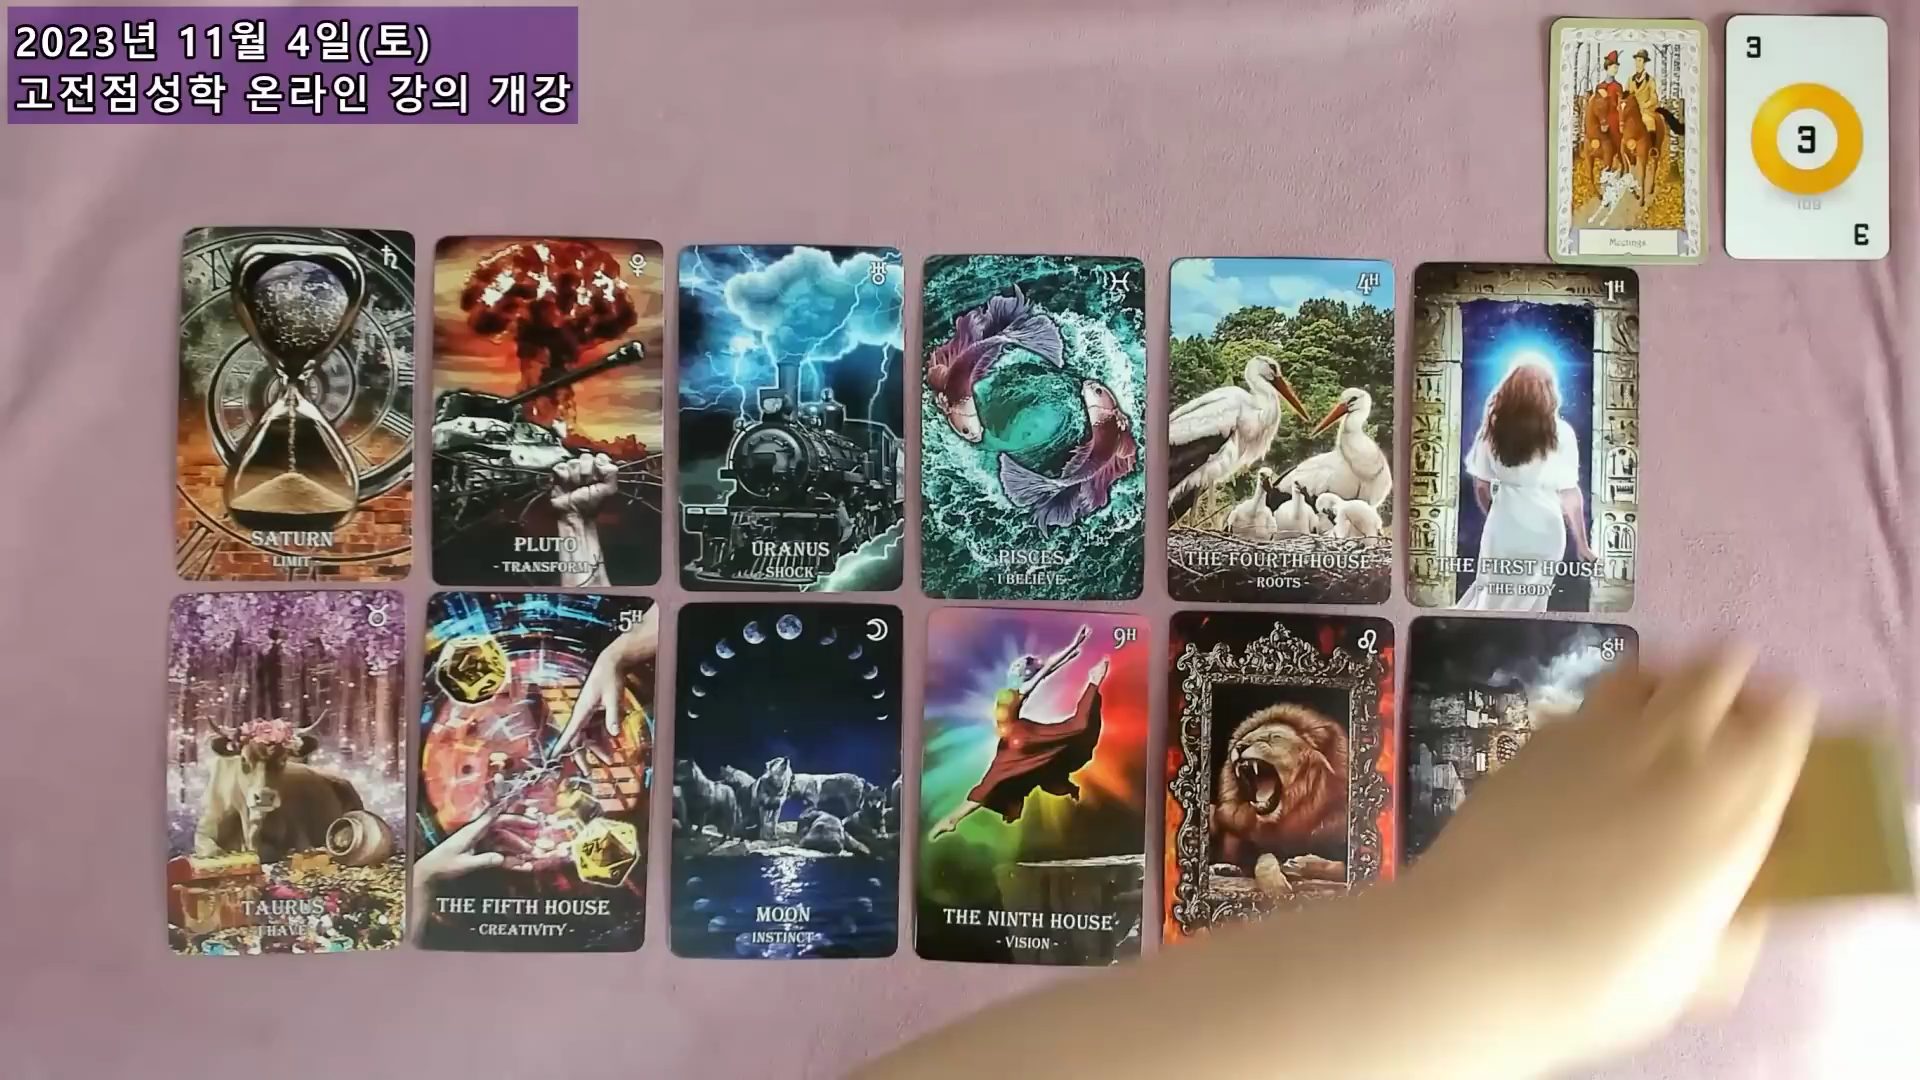 2023년 11월 4일(토)
고전점성학 온라인 강의 개강
Meetings
3
3
3
SATURN
- LIMIT -
PLUTO
- TRANSFORM -
URANUS
- SHOCK -
PISCES
- I BELIEVE -
4H
THE FOURTH HOUSE
- ROOTS -
1H
THE FIRST HOUSE
- THE BODY -
TAURUS
- I HAVE -
5H
THE FIFTH HOUSE
- CREATIVITY -
MOON
- INSTINCT -
9H
THE NINTH HOUSE
- VISION -
8H